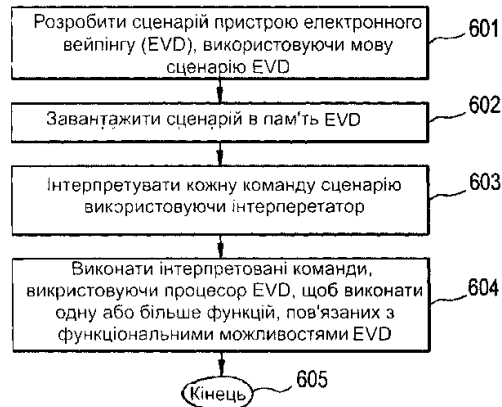 Розробити сценарій пристрою електронного
вейпінгу (EVD), використовуючи мову
сценарію EVD
601
Завантажити сценарій в пам'ять EVD
602
Інтерпретувати кожну команду сценарію
використовуючи інтерперетатор
603
Виконати інтерпретовані команди,
викристовуючи процесор EVD, щоб виконати
одну або більше функцій, пов'язаних з
функціональними можливостями EVD
604
Кінець
605